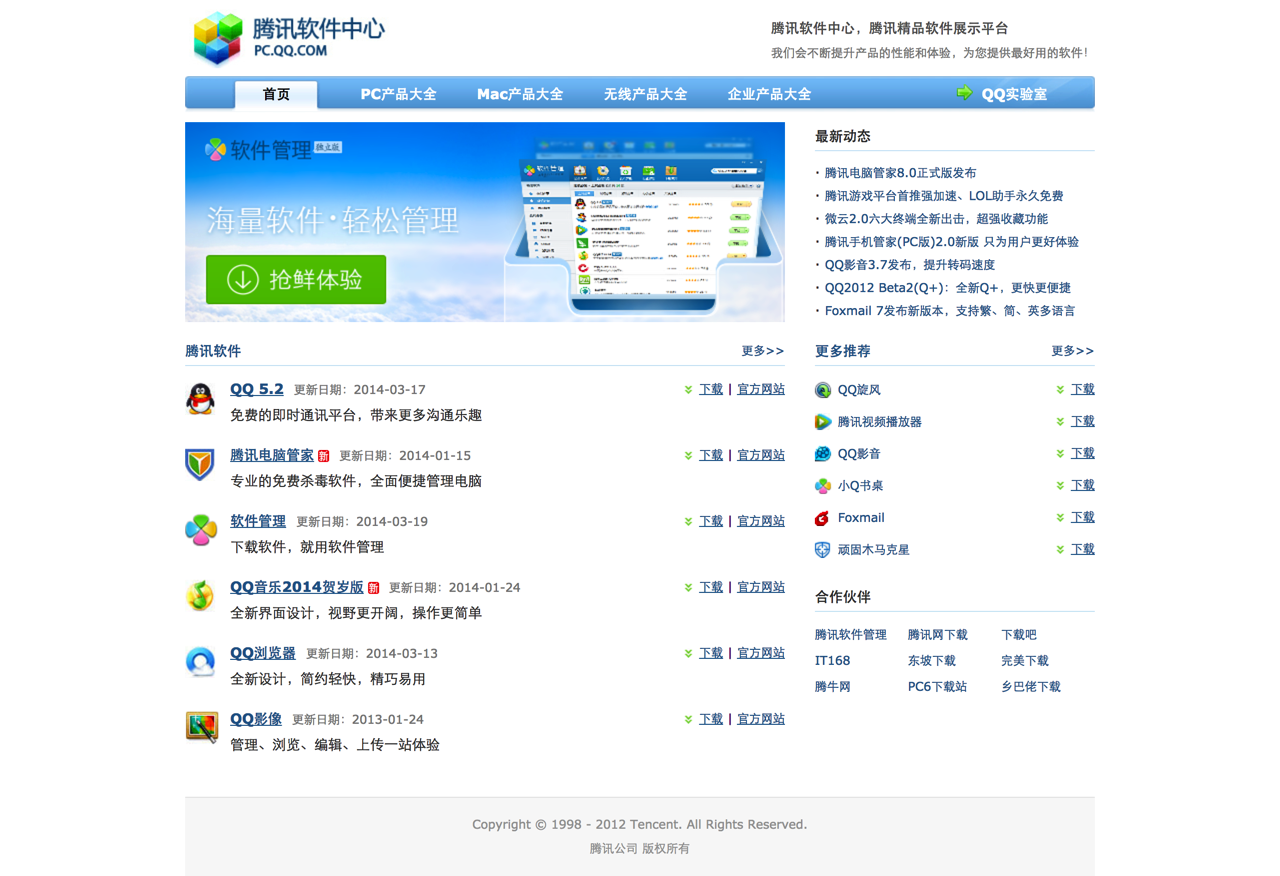 腾讯软件中心
PC.QQ.COM
腾讯软件中心，腾讯精品软件展示平台
我们会不断提升产品的性能和体验，为您提供最好用的软件！
首页 PC产品大全 Mac产品大全 无线产品大全 企业产品大全 QQ实验室
软件管理 独立版
海量软件·轻松管理
抢鲜体验
最新动态
· 腾讯电脑管家8.0正式版发布
· 腾讯游戏平台首推强加速、LOL助手永久免费
· 微云2.0六大终端全新出击，超强收藏功能
· 腾讯手机管家(PC版)2.0新版 只为用户更好体验
· QQ影音3.7发布，提升转码速度
· QQ2012 Beta2(Q+)：全新Q+，更快更便捷
· Foxmail 7发布新版本，支持繁、简、英多语言
腾讯软件 更多>>
QQ 5.2 更新日期：2014-03-17 下载 | 官方网站
免费的即时通讯平台，带来更多沟通乐趣
腾讯电脑管家 新 更新日期：2014-01-15 下载 | 官方网站
专业的免费杀毒软件，全面便捷管理电脑
软件管理 更新日期：2014-03-19 下载 | 官方网站
下载软件，就用软件管理
QQ音乐2014贺岁版 新 更新日期：2014-01-24 下载 | 官方网站
全新界面设计，视野更开阔，操作更简单
QQ浏览器 更新日期：2014-03-13 下载 | 官方网站
全新设计，简约轻快，精巧易用
QQ影像 更新日期：2013-01-24 下载 | 官方网站
管理、浏览、编辑、上传一站体验
更多推荐 更多>>
QQ旋风 下载
腾讯视频播放器 下载
QQ影音 下载
小Q书桌 下载
Foxmail 下载
顽固木马克星 下载
合作伙伴
腾讯软件管理 腾讯网下载 下载吧
IT168 东坡下载 完美下载
腾牛网 PC6下载站 乡巴佬下载
Copyright © 1998 - 2012 Tencent. All Rights Reserved.
腾讯公司 版权所有